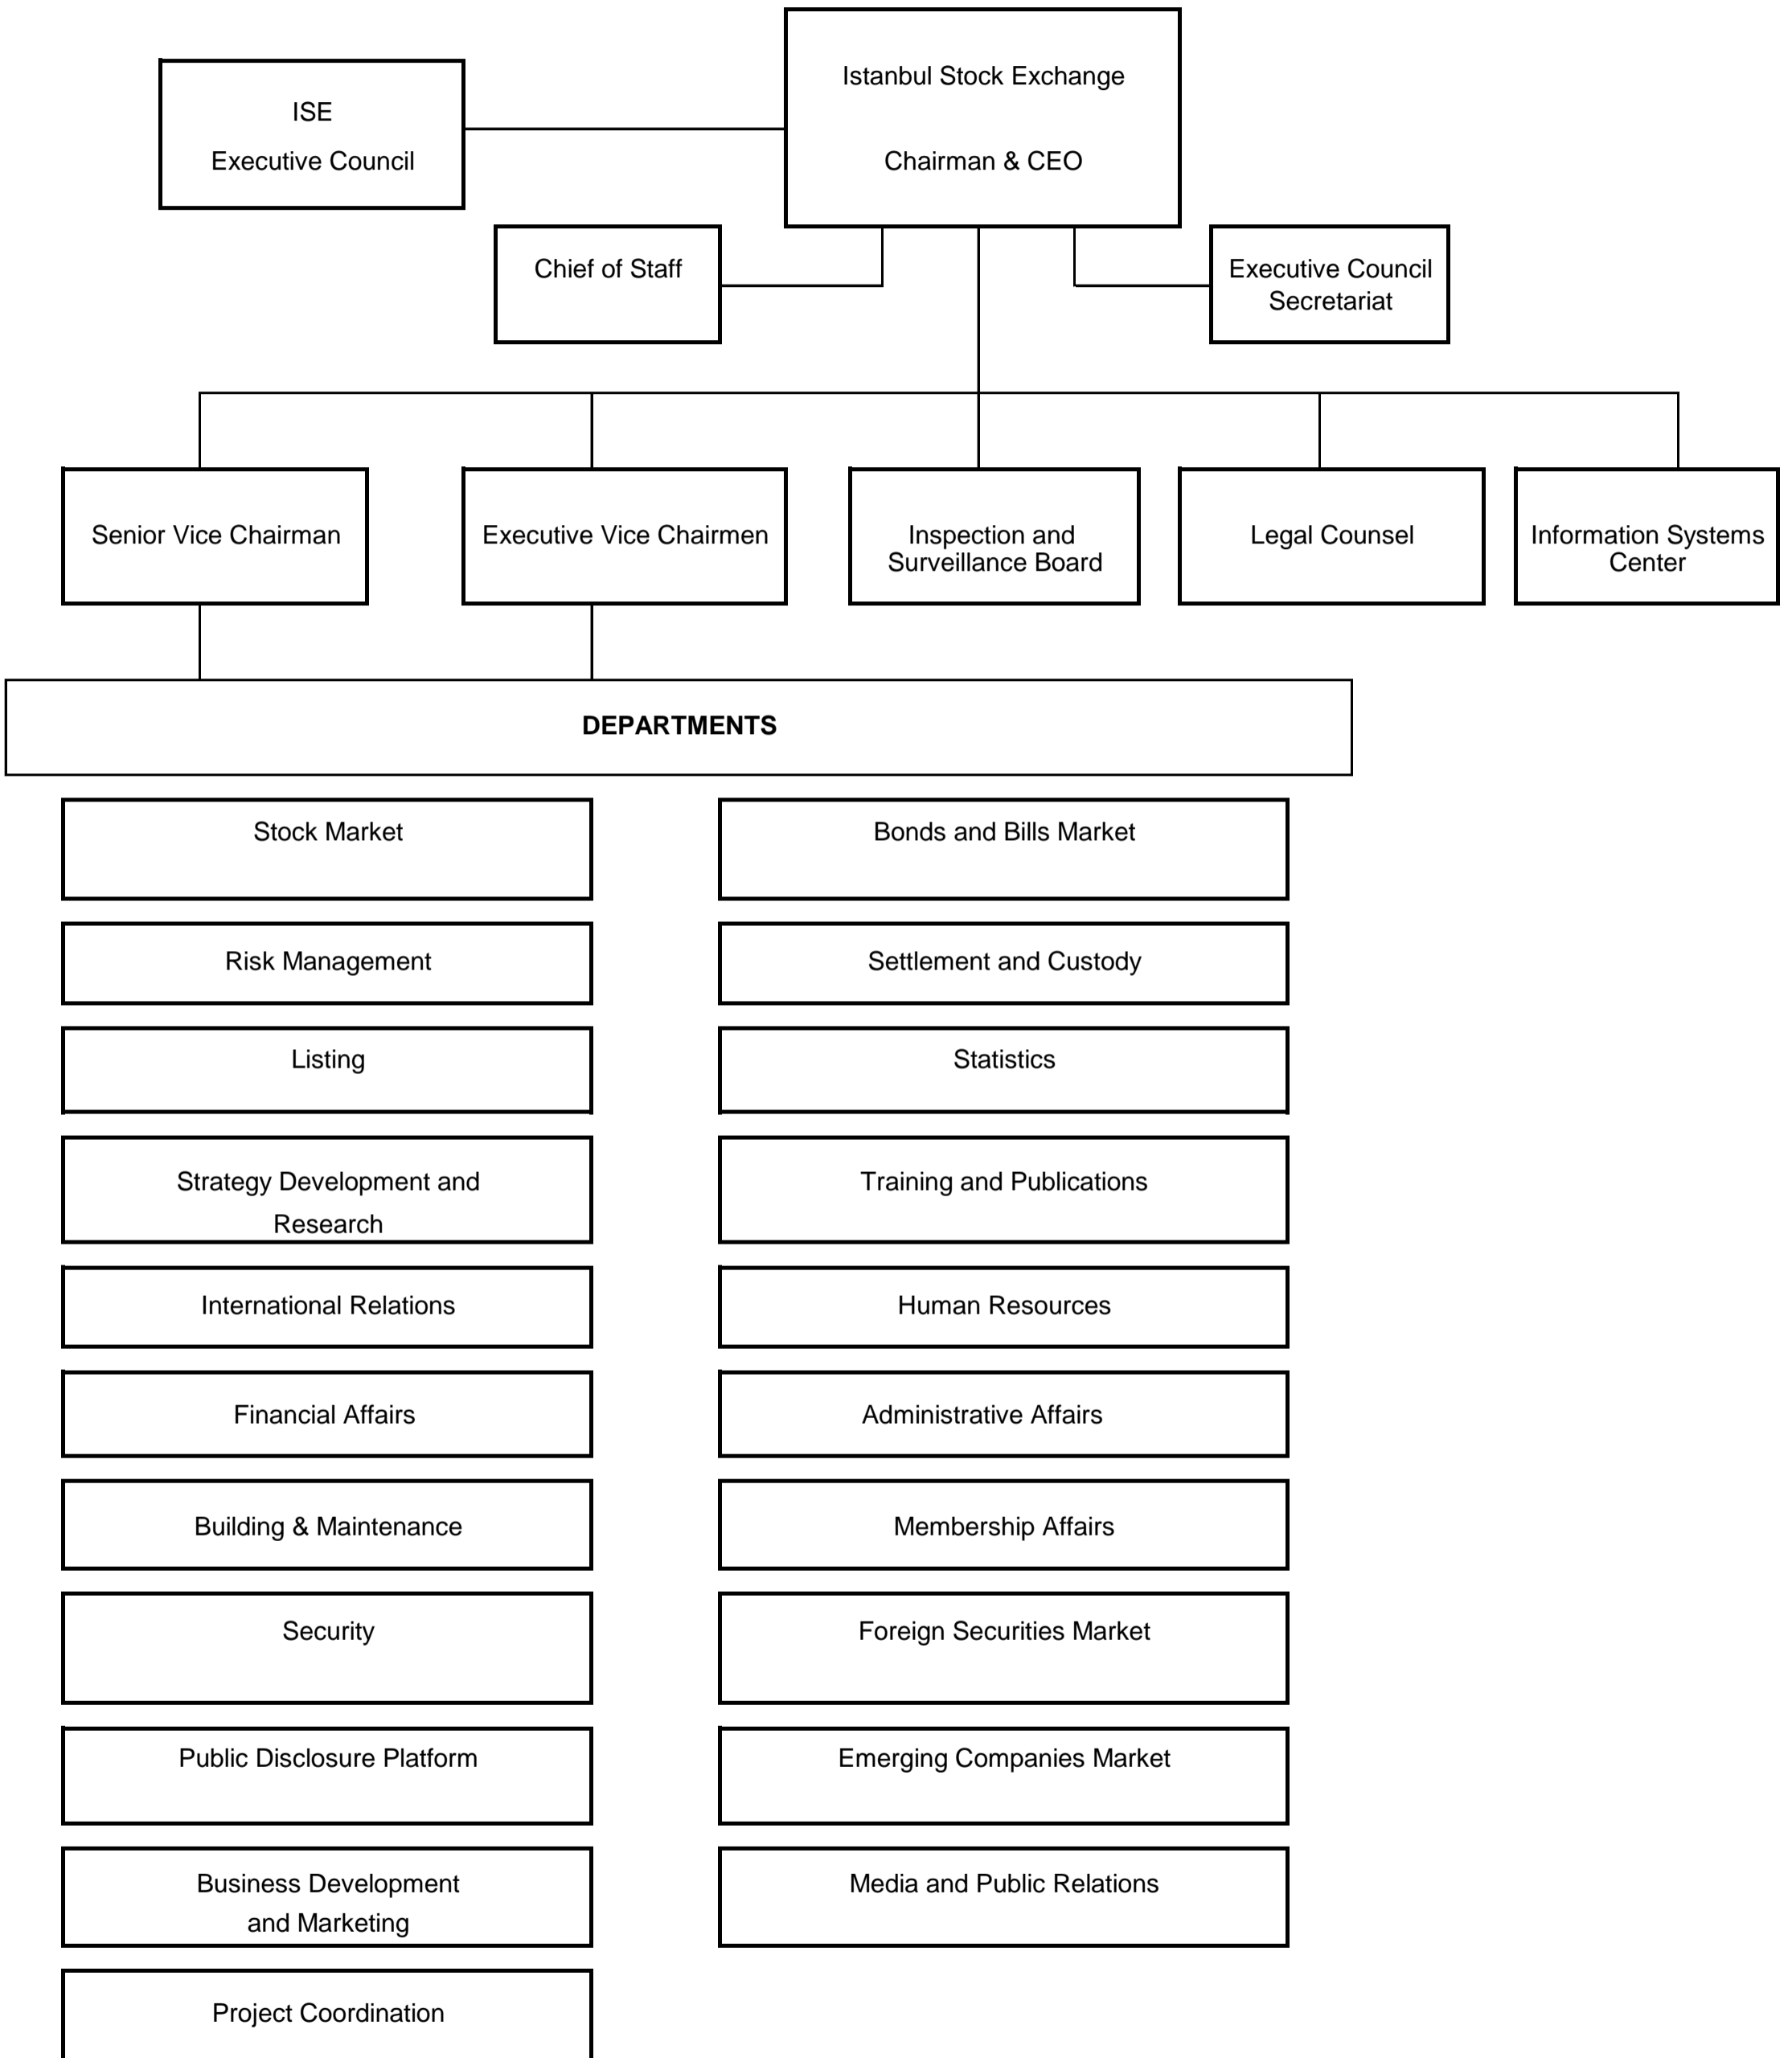 Istanbul Stock Exchange
Chairman & CEO
ISE
Executive Council
Chief of Staff
Executive Council
Secretariat
Senior Vice Chairman
Executive Vice Chairmen
Inspection and
Surveillance Board
Legal Counsel
Information Systems
Center
DEPARTMENTS
Stock Market
Bonds and Bills Market
Risk Management
Settlement and Custody
Listing
Statistics
Strategy Development and
Research
Training and Publications
International Relations
Human Resources
Financial Affairs
Administrative Affairs
Building & Maintenance
Membership Affairs
Security
Foreign Securities Market
Public Disclosure Platform
Emerging Companies Market
Business Development
and Marketing
Media and Public Relations
Project Coordination